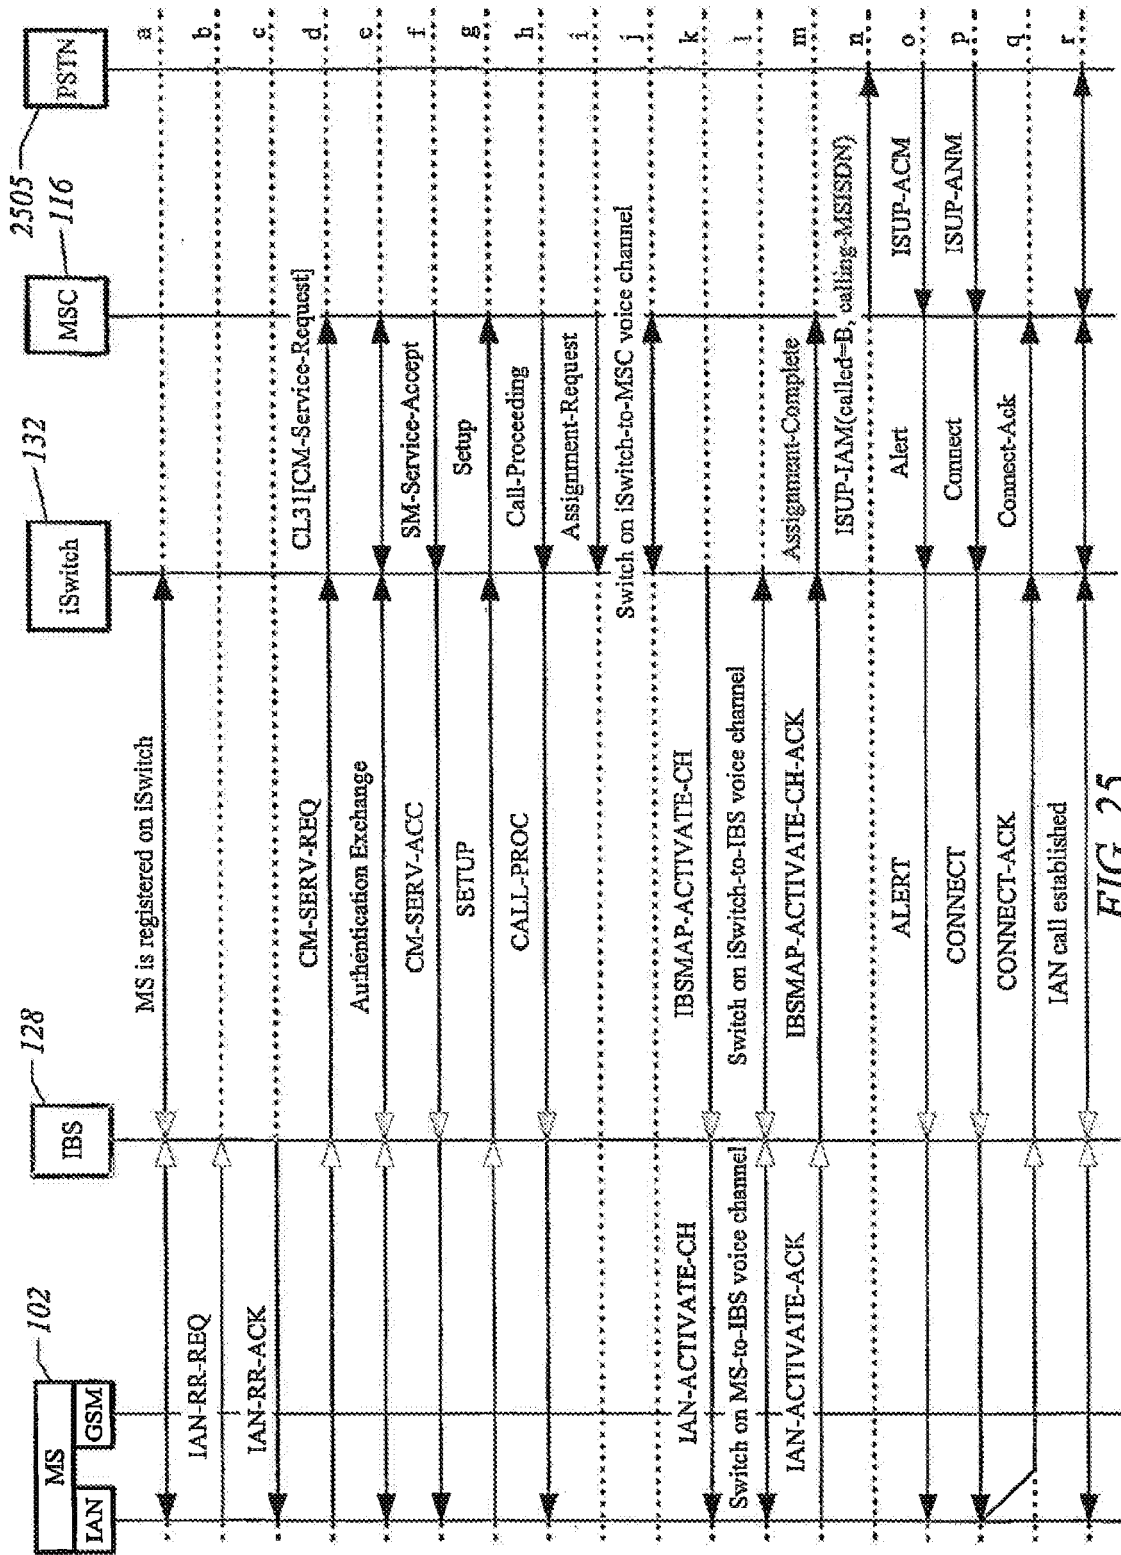 102
MS
IAN
GSM
128
IBS
132
iSwitch
116
MSC
2505
PSTN
MS is registered on iSwitch
a
IAN-RR-REQ
b
IAN-RR-ACK
c
CM-SERV-REQ
CL31[CM-Service-Request]
d
Authentication Exchange
e
CM-SERV-ACC
SM-Service-Accept
f
SETUP
Setup
g
CALL-PROC
Call-Proceeding
h
Assignment-Request
i
Switch on iSwitch-to-MSC voice channel
j
IAN-ACTIVATE-CH
IBSMAP-ACTIVATE-CH
k
Switch on MS-to-IBS voice channel
Switch on iSwitch-to-IBS voice channel
l
IAN-ACTIVATE-ACK
IBSMAP-ACTIVATE-CH-ACK
Assignment-Complete
m
ISUP-IAM(called=B, calling-MSISDN)
n
ALERT
Alert
ISUP-ACM
o
CONNECT
Connect
ISUP-ANM
p
CONNECT-ACK
Connect-Ack
q
IAN call established
r
FIG. 25